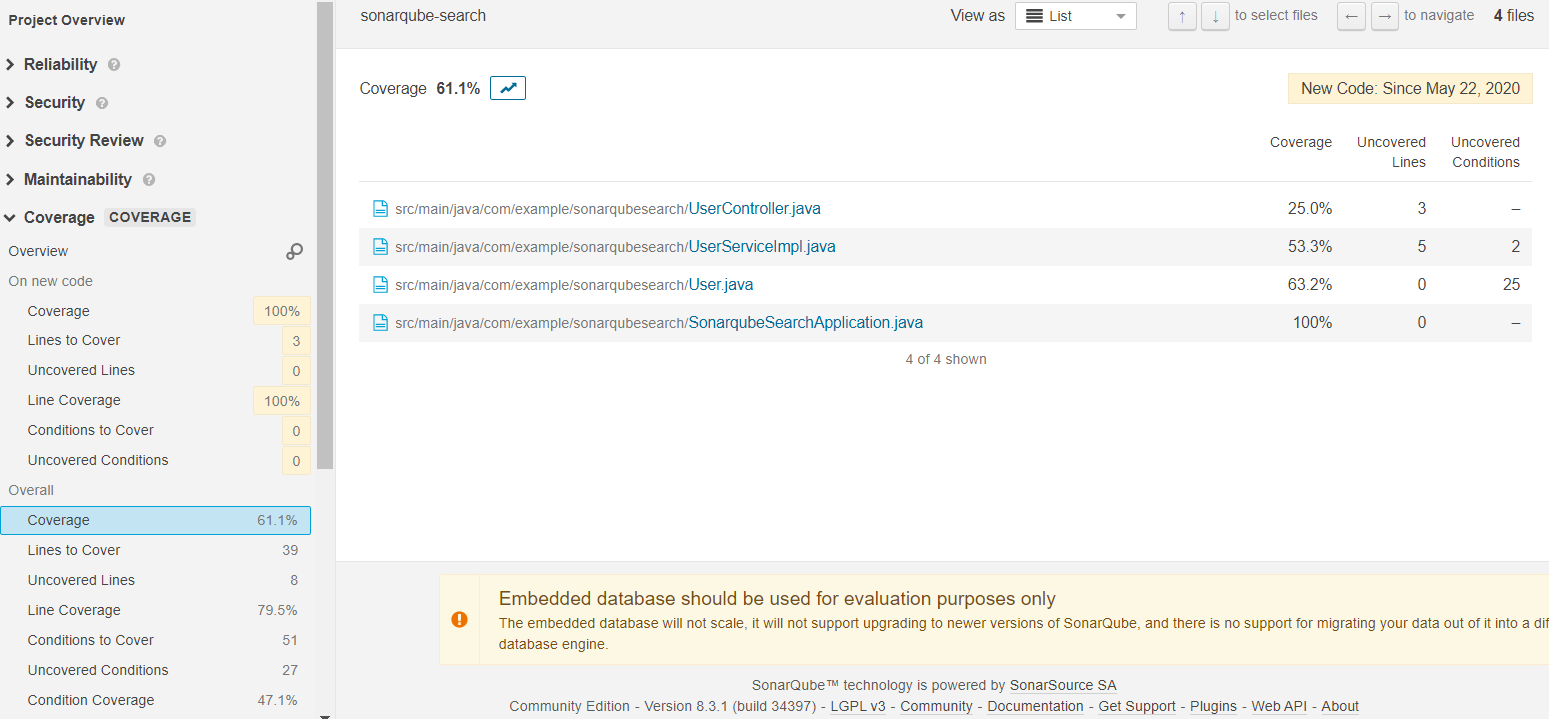 Project Overview
Reliability
Security
Security Review
Maintainability
Coverage COVERAGE
Overview
On new code
Coverage 100%
Lines to Cover 3
Uncovered Lines 0
Line Coverage 100%
Conditions to Cover 0
Uncovered Conditions 0
Overall
Coverage 61.1%
Lines to Cover 39
Uncovered Lines 8
Line Coverage 79.5%
Conditions to Cover 51
Uncovered Conditions 27
Condition Coverage 47.1%
sonarqube-search
View as List ↑ ↓ to select files ← → to navigate 4 files
Coverage 61.1%
New Code: Since May 22, 2020
Coverage Uncovered Uncovered
Lines Conditions
src/main/java/com/example/sonarqubesearch/UserController.java 25.0% 3 –
src/main/java/com/example/sonarqubesearch/UserServiceImpl.java 53.3% 5 2
src/main/java/com/example/sonarqubesearch/User.java 63.2% 0 25
src/main/java/com/example/sonarqubesearch/SonarqubeSearchApplication.java 100% 0 –
4 of 4 shown
Embedded database should be used for evaluation purposes only
The embedded database will not scale, it will not support upgrading to newer versions of SonarQube, and there is no support for migrating your data out of it into a
database engine.
SonarQube™ technology is powered by SonarSource SA
Community Edition - Version 8.3.1 (build 34397) - LGPL v3 - Community - Documentation - Get Support - Plugins - Web API - About